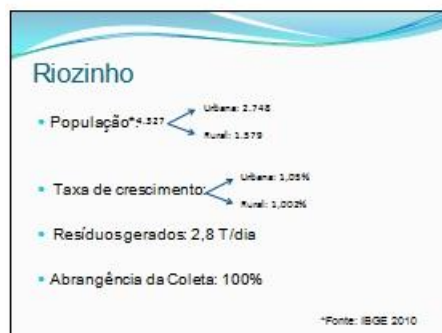 Riozinho
• População*: 4.327
Urbana: 2.748
Rural: 1.579
• Taxa de crescimento:
Urbana: 1,05%
Rural: 1,002%
• Resíduos gerados: 2,8 T/dia
• Abrangência da Coleta: 100%
*Fonte: IBGE 2010